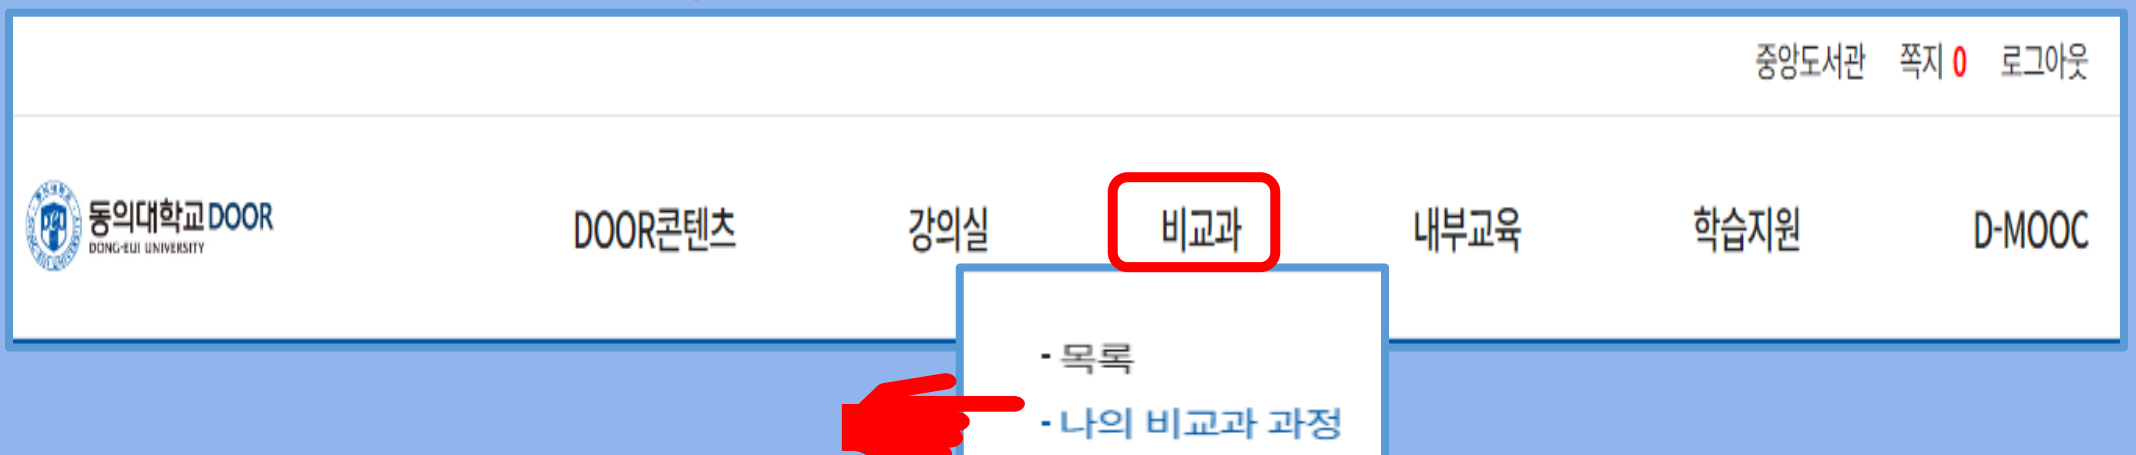 중앙도서관 쪽지 0 로그아웃
동의대학교 DOOR
DONG-EUI UNIVERSITY
DOOR콘텐츠 강의실 비교과 내부교육 학습지원 D-MOOC
- 목록
- 나의 비교과 과정